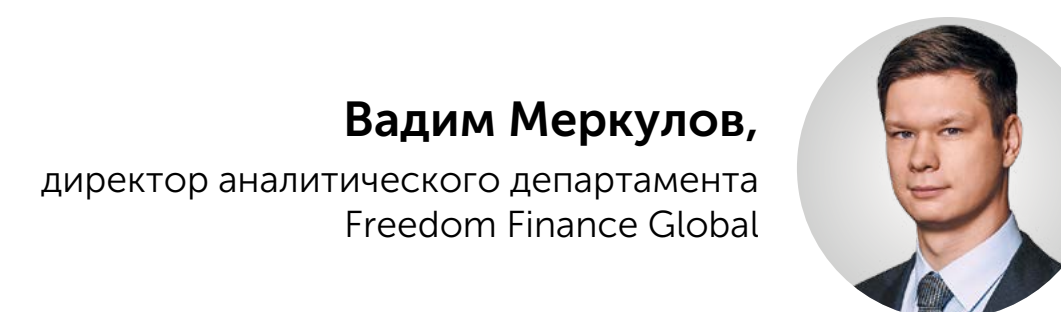 Вадим Меркулов,
директор аналитического департамента
Freedom Finance Global